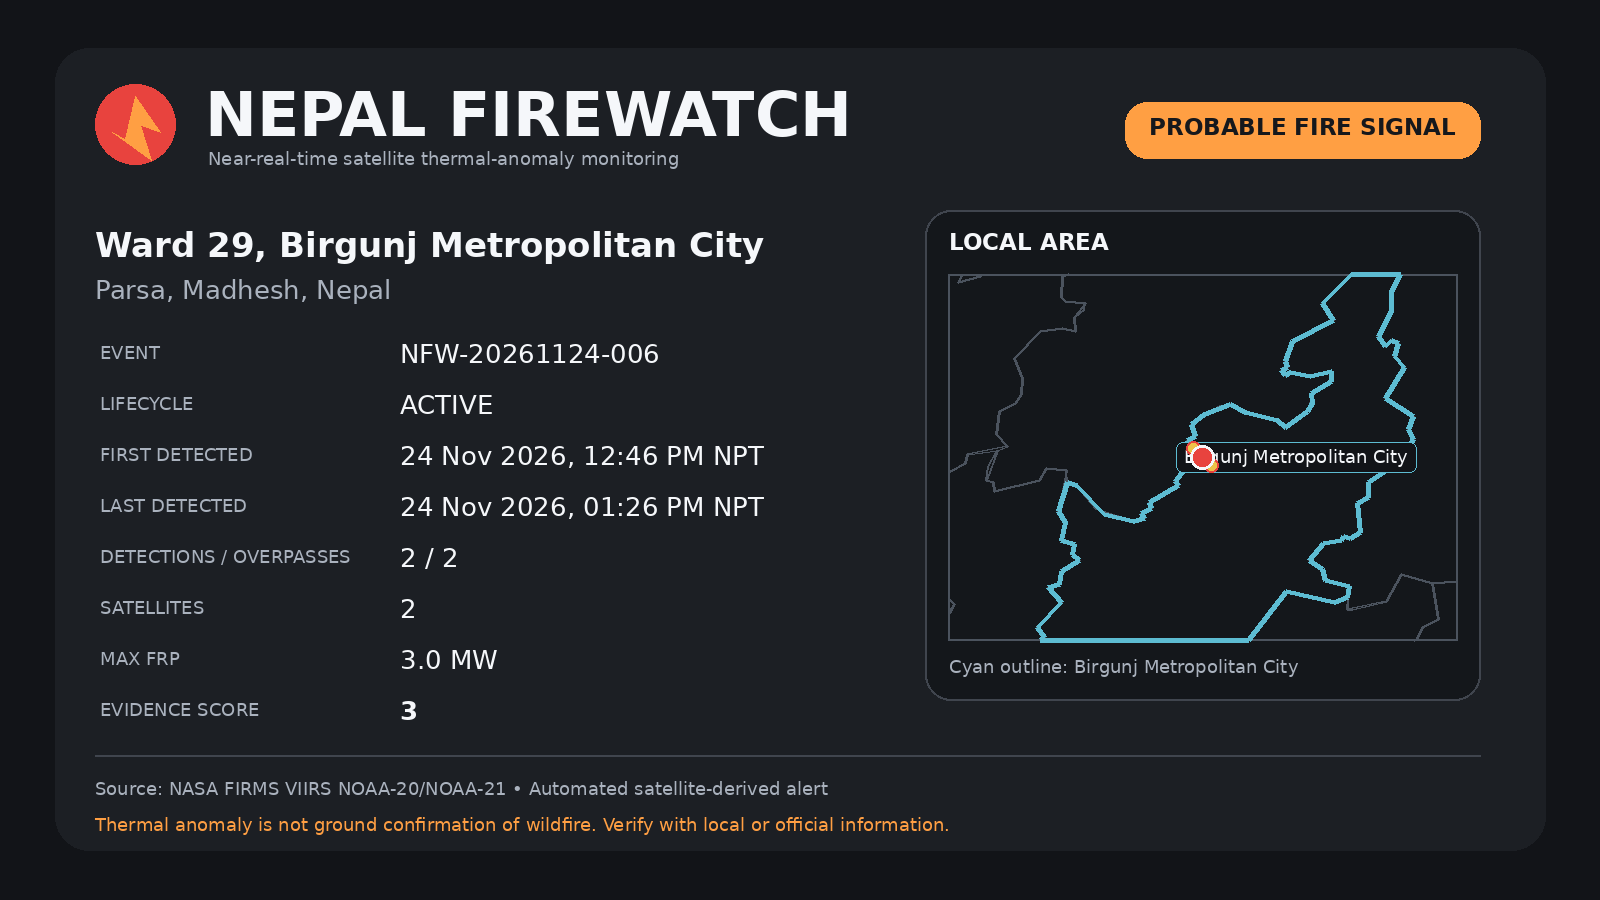 NEPAL FIREWATCH
Near-real-time satellite thermal-anomaly monitoring
PROBABLE FIRE SIGNAL
Ward 29, Birgunj Metropolitan City
Parsa, Madhesh, Nepal
EVENT NFW-20261124-006
LIFECYCLE ACTIVE
FIRST DETECTED 24 Nov 2026, 12:46 PM NPT
LAST DETECTED 24 Nov 2026, 01:26 PM NPT
DETECTIONS / OVERPASSES 2 / 2
SATELLITES 2
MAX FRP 3.0 MW
EVIDENCE SCORE 3
LOCAL AREA
Metropolitan City
Cyan outline: Birgunj Metropolitan City
Source: NASA FIRMS VIIRS NOAA-20/NOAA-21 • Automated satellite-derived alert
Thermal anomaly is not ground confirmation of wildfire. Verify with local or official information.